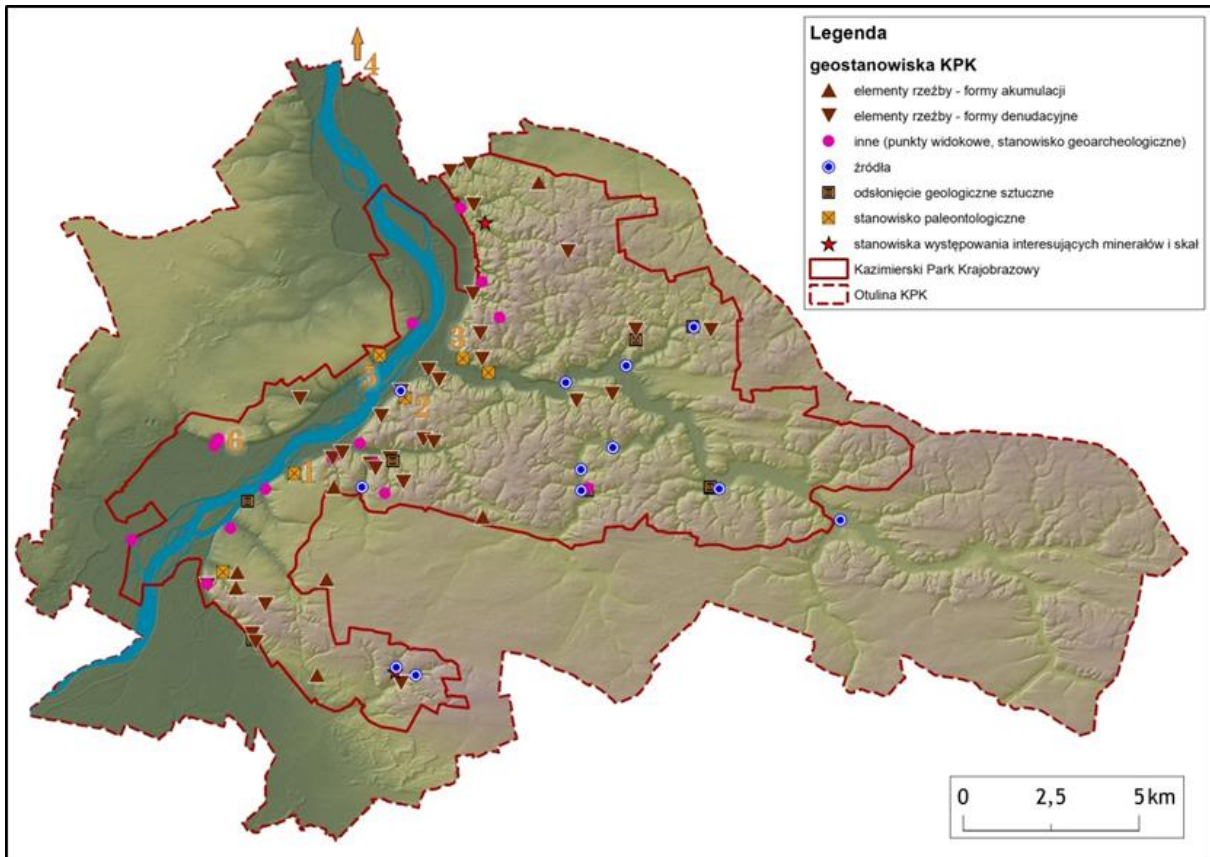 Legenda
geostanowiska KPK
elementy rzeźby - formy akumulacji
elementy rzeźby - formy denudacyjne
inne (punkty widokowe, stanowisko geoarcheologiczne)
źródła
odsłonięcie geologiczne sztuczne
stanowisko paleontologiczne
stanowiska występowania interesujących minerałów i skał
Kazimierski Park Krajobrazowy
Otulina KPK
4
3
5
2
6
1
0 2,5 5 km